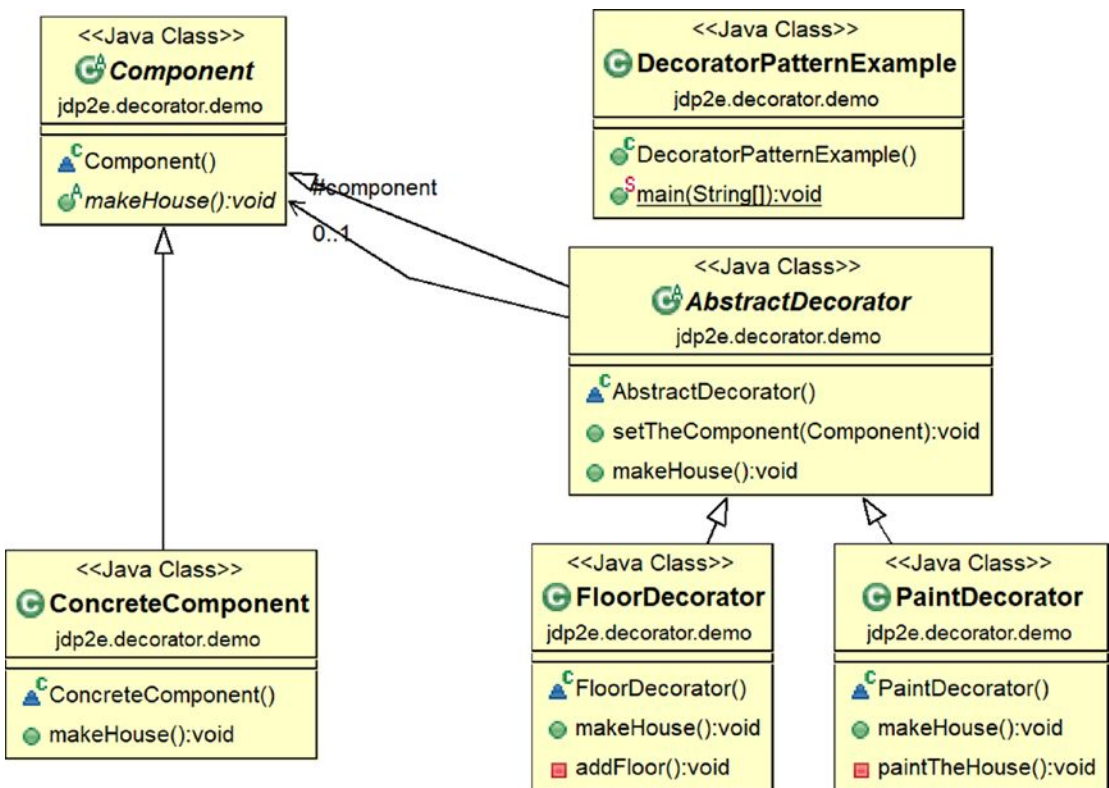 <<Java Class>>
Component
jdp2e.decorator.demo
Component()
makeHouse():void
<<Java Class>>
DecoratorPatternExample
jdp2e.decorator.demo
DecoratorPatternExample()
main(String[]):void
#component
0..1
<<Java Class>>
AbstractDecorator
jdp2e.decorator.demo
AbstractDecorator()
setTheComponent(Component):void
makeHouse():void
<<Java Class>>
ConcreteComponent
jdp2e.decorator.demo
ConcreteComponent()
makeHouse():void
<<Java Class>>
FloorDecorator
jdp2e.decorator.demo
FloorDecorator()
makeHouse():void
addFloor():void
<<Java Class>>
PaintDecorator
jdp2e.decorator.demo
PaintDecorator()
makeHouse():void
paintTheHouse():void